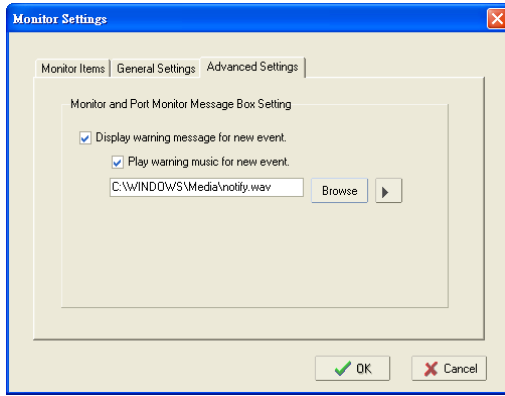 Monitor Settings
Monitor Items
General Settings
Advanced Settings
Monitor and Port Monitor Message Box Setting
Display warning message for new event.
Play warning music for new event.
C:\WINDOWS\Media\notify.wav
Browse
OK
Cancel